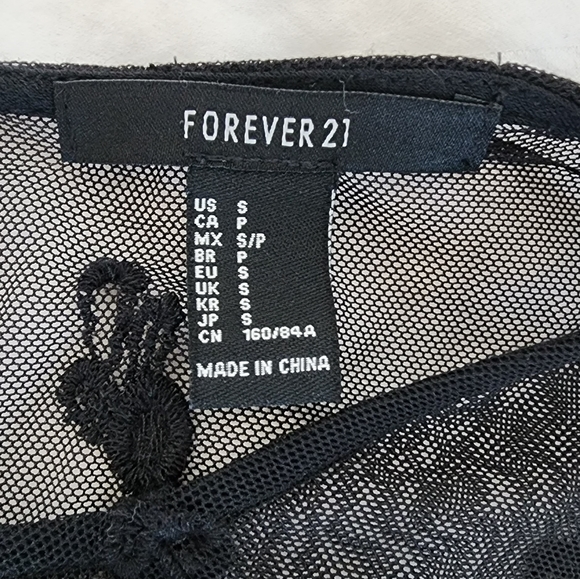 FOREVER 21
US S
CA P
MX S/P
BR P
EU S
UK S
KR S
JP S
CN 160/84A
MADE IN CHINA